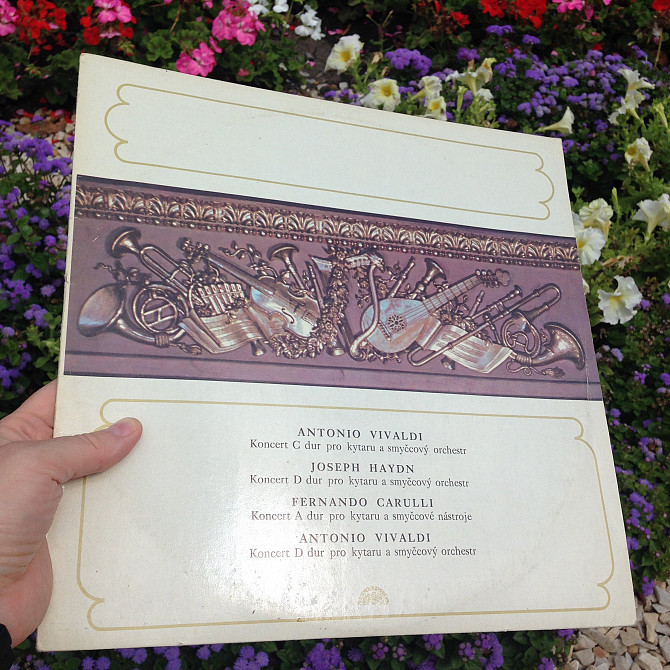 ANTONIO VIVALDI
Koncert C dur pro kytaru a smyčcový orchestr
JOSEPH HAYDN
Koncert D dur pro kytaru a smyčcový orchestr
FERNANDO CARULLI
Koncert A dur pro kytaru a smyčcové nástroje
ANTONIO VIVALDI
Koncert D dur pro kytaru a smyčcový orchestr